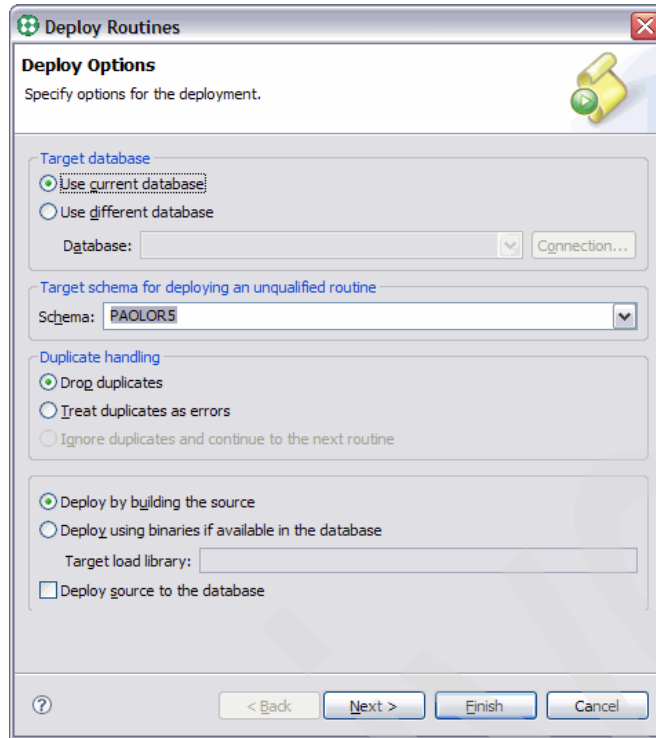 Deploy Routines
Deploy Options
Specify options for the deployment.
Target database
Use current database
Use different database
Database:
Connection...
Target schema for deploying an unqualified routine
Schema: PAOLOR5
Duplicate handling
Drop duplicates
Treat duplicates as errors
Ignore duplicates and continue to the next routine
Deploy by building the source
Deploy using binaries if available in the database
Target load library:
Deploy source to the database
? < Back Next > Finish Cancel